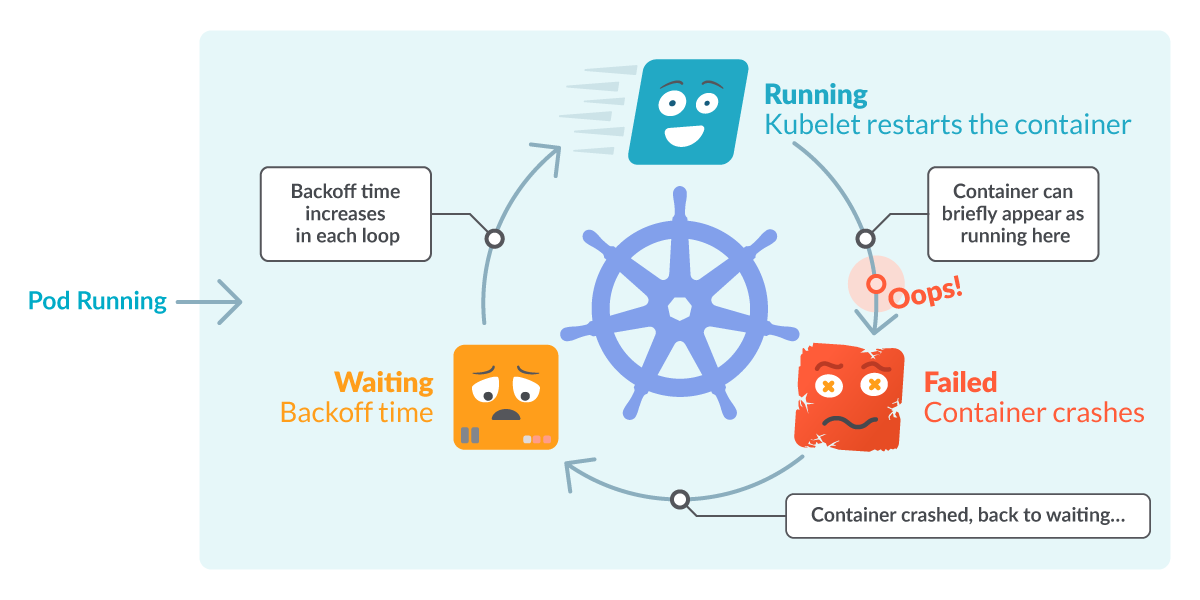 Running
Kubelet restarts the container
Backoff time
increases
in each loop
Container can
briefly appear as
running here
Pod Running
Oops!
Waiting
Backoff time
Failed
Container crashes
Container crashed, back to waiting...